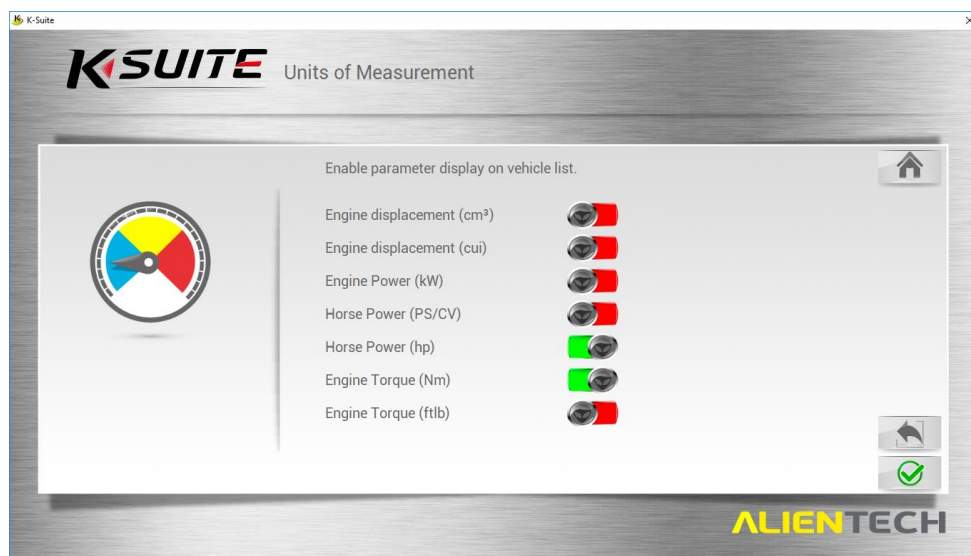 K-Suite
KSUITE Units of Measurement
Enable parameter display on vehicle list.
Engine displacement (cm³)
Engine displacement (cui)
Engine Power (kW)
Horse Power (PS/CV)
Horse Power (hp)
Engine Torque (Nm)
Engine Torque (ftlb)
ALIENTECH